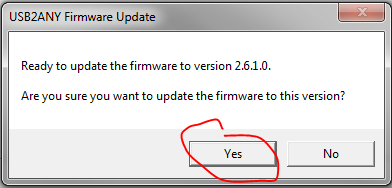 USB2ANY Firmware Update
Ready to update the firmware to version 2.6.1.0.
Are you sure you want to update the firmware to this version?
Yes No